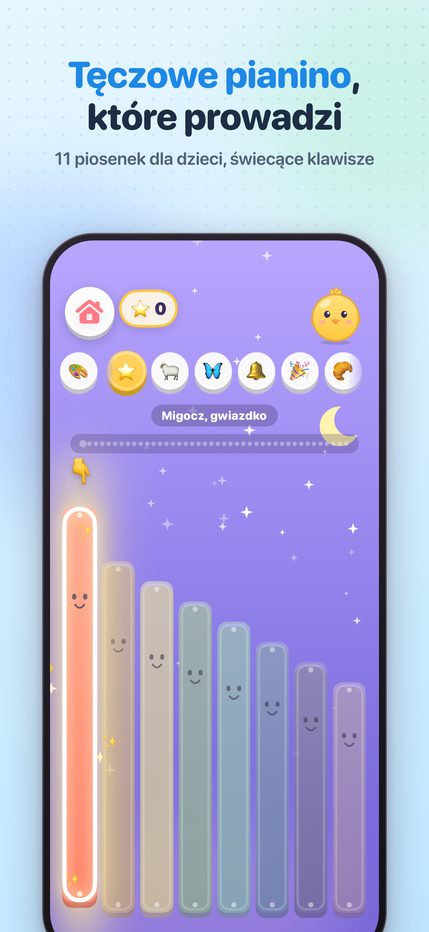 Tęczowe pianino,
które prowadzi
11 piosenek dla dzieci, świecące klawisze
0
Migocz, gwiazdko